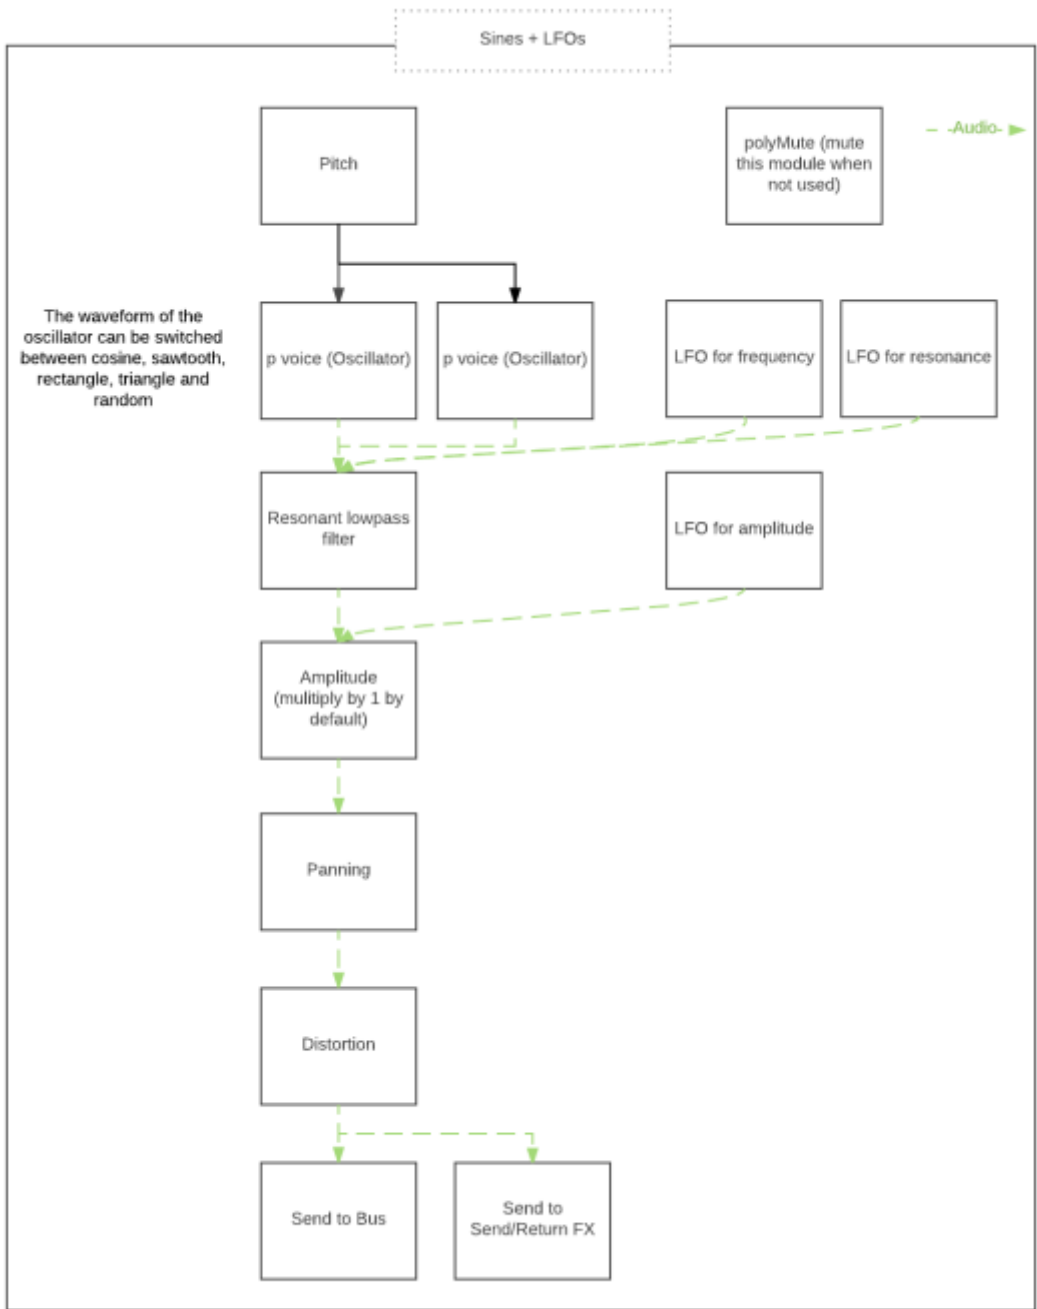 Sines + LFOs
Pitch
polyMute (mute
this module when
not used)
Audio
The waveform of the
oscillator can be switched
between cosine, sawtooth,
rectangle, triangle and
random
p voice (Oscillator)
p voice (Oscillator)
LFO for frequency
LFO for resonance
Resonant lowpass
filter
LFO for amplitude
Amplitude
(mulitiply by 1 by
default)
Panning
Distortion
Send to Bus
Send to
Send/Return FX